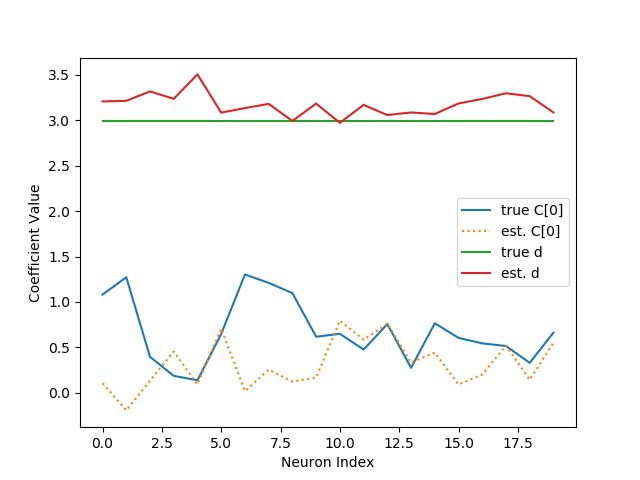 3.5
3.0
2.5
2.0
1.5
1.0
0.5
0.0
Coefficient Value
true C[0]
est. C[0]
true d
est. d
0.0 2.5 5.0 7.5 10.0 12.5 15.0 17.5
Neuron Index